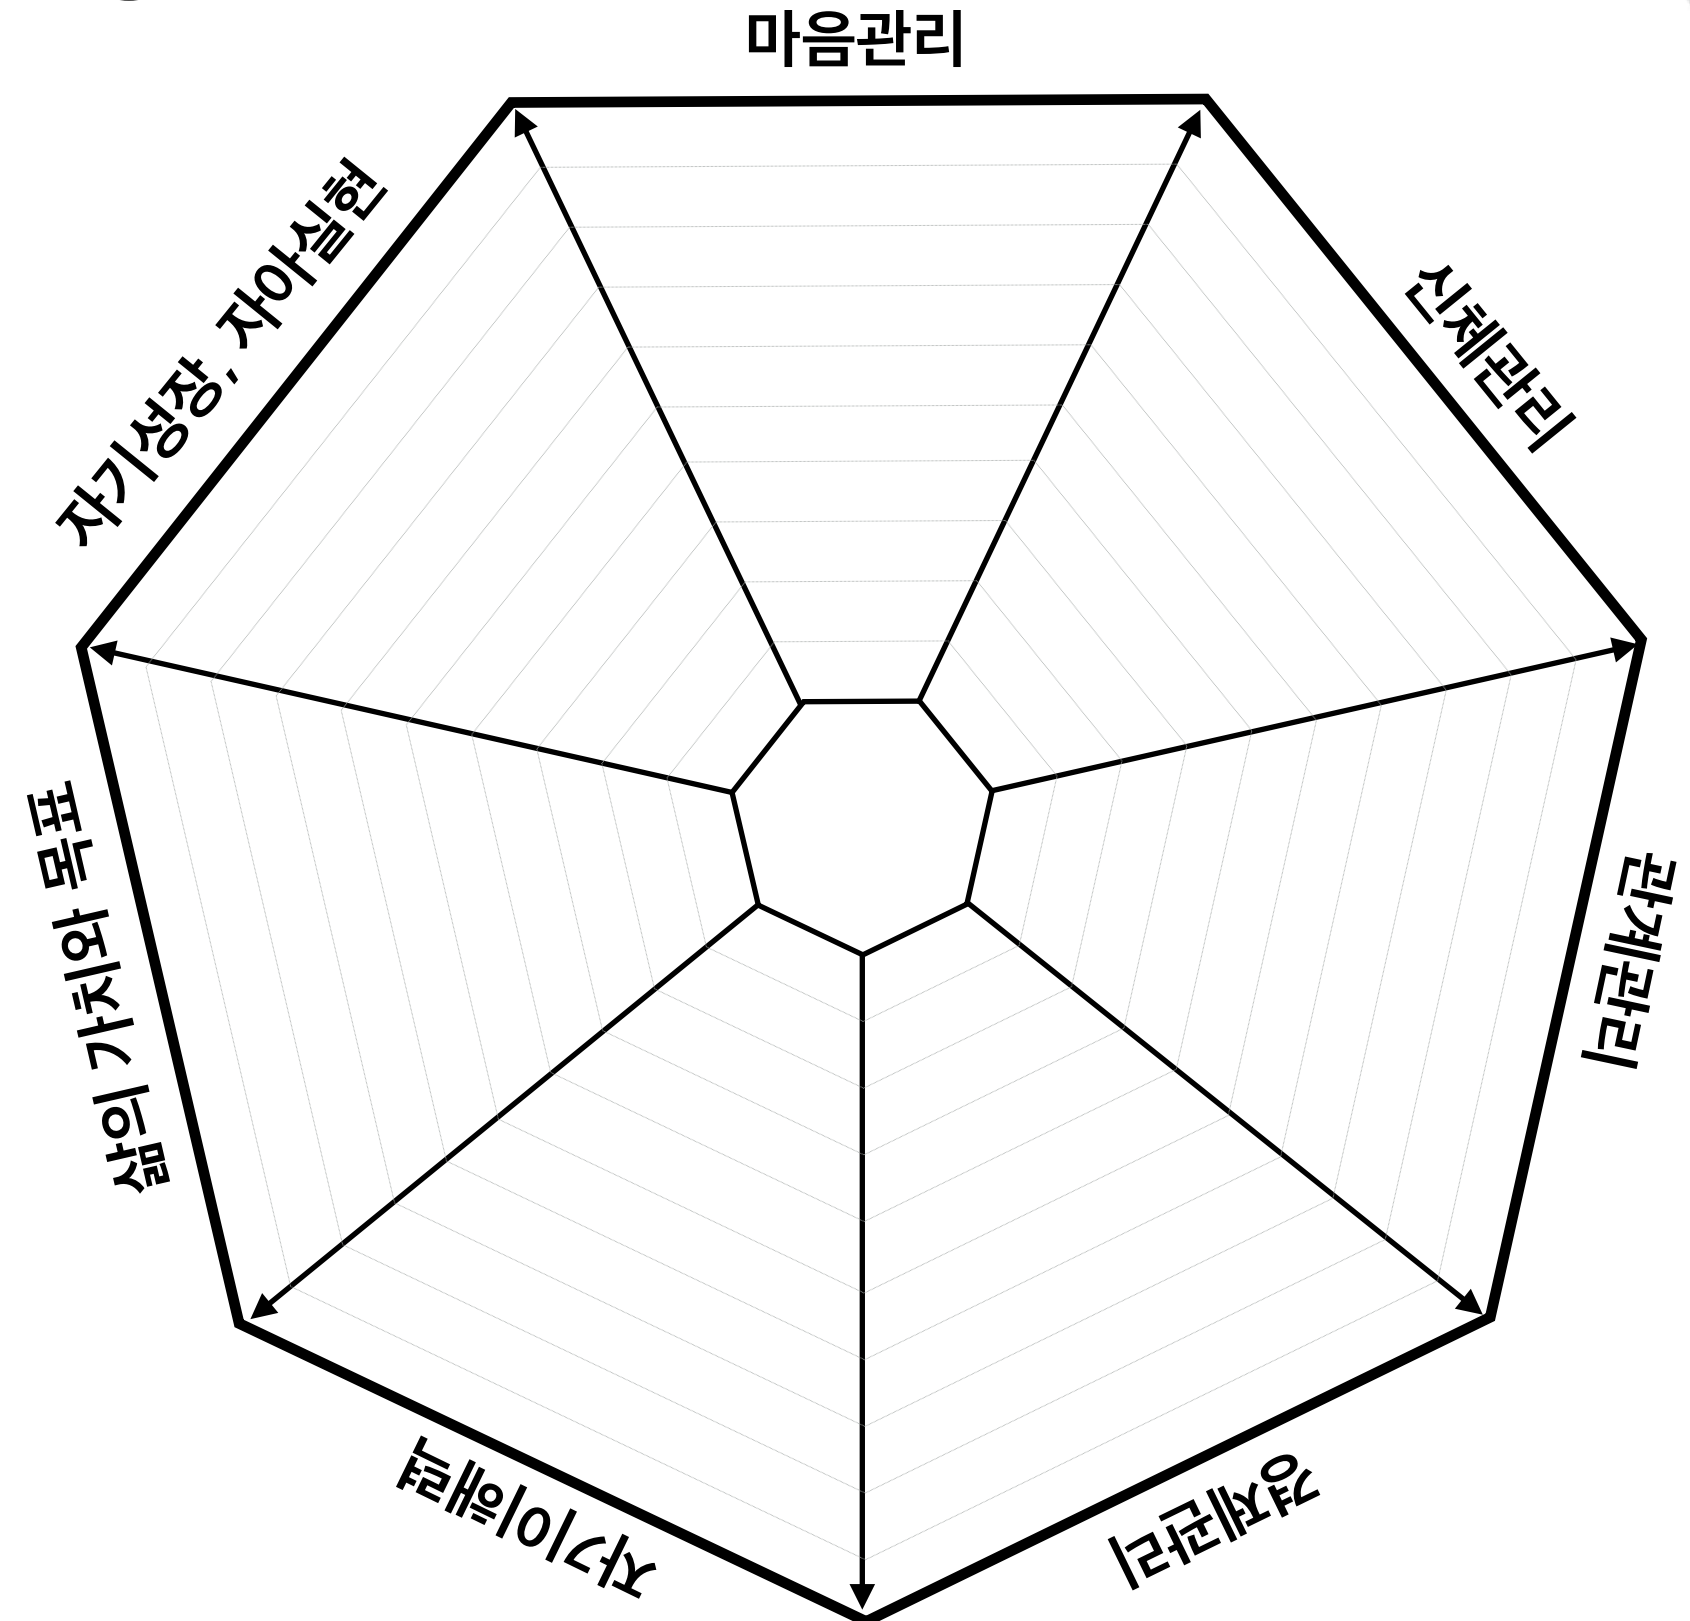 마음관리
신체관리
관계관리
경제관리
자기이해력
삶의 가치와 목표
자기성장, 자아실현